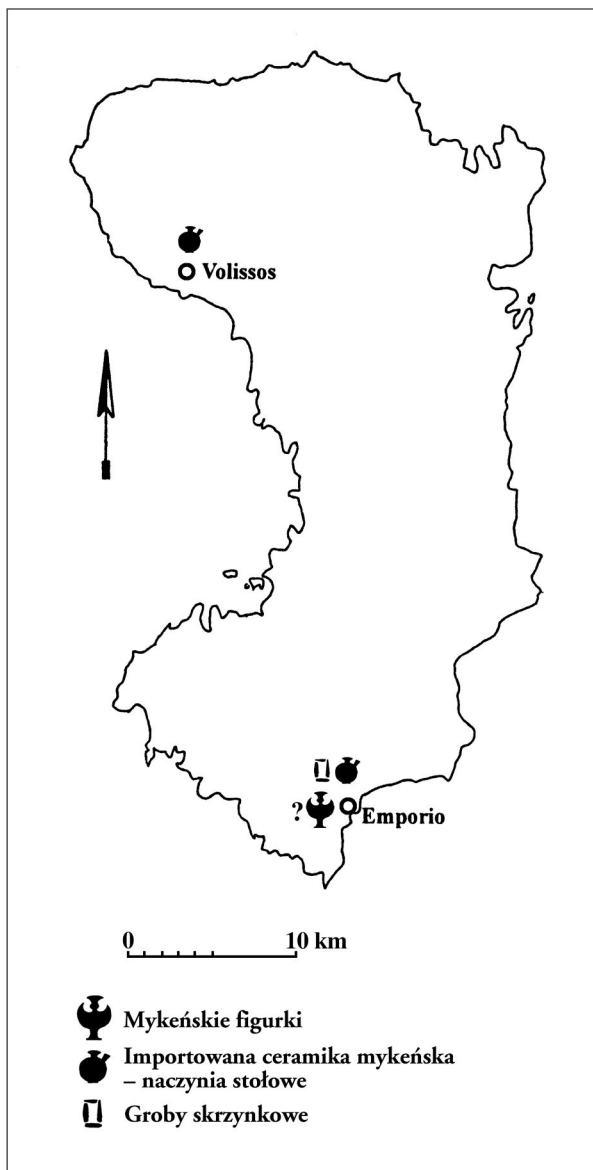 Volissos
?
Emporio
0 10 km
Mykeńskie figurki
Importowana ceramika mykeńska
– naczynia stołowe
Groby skrzynkowe